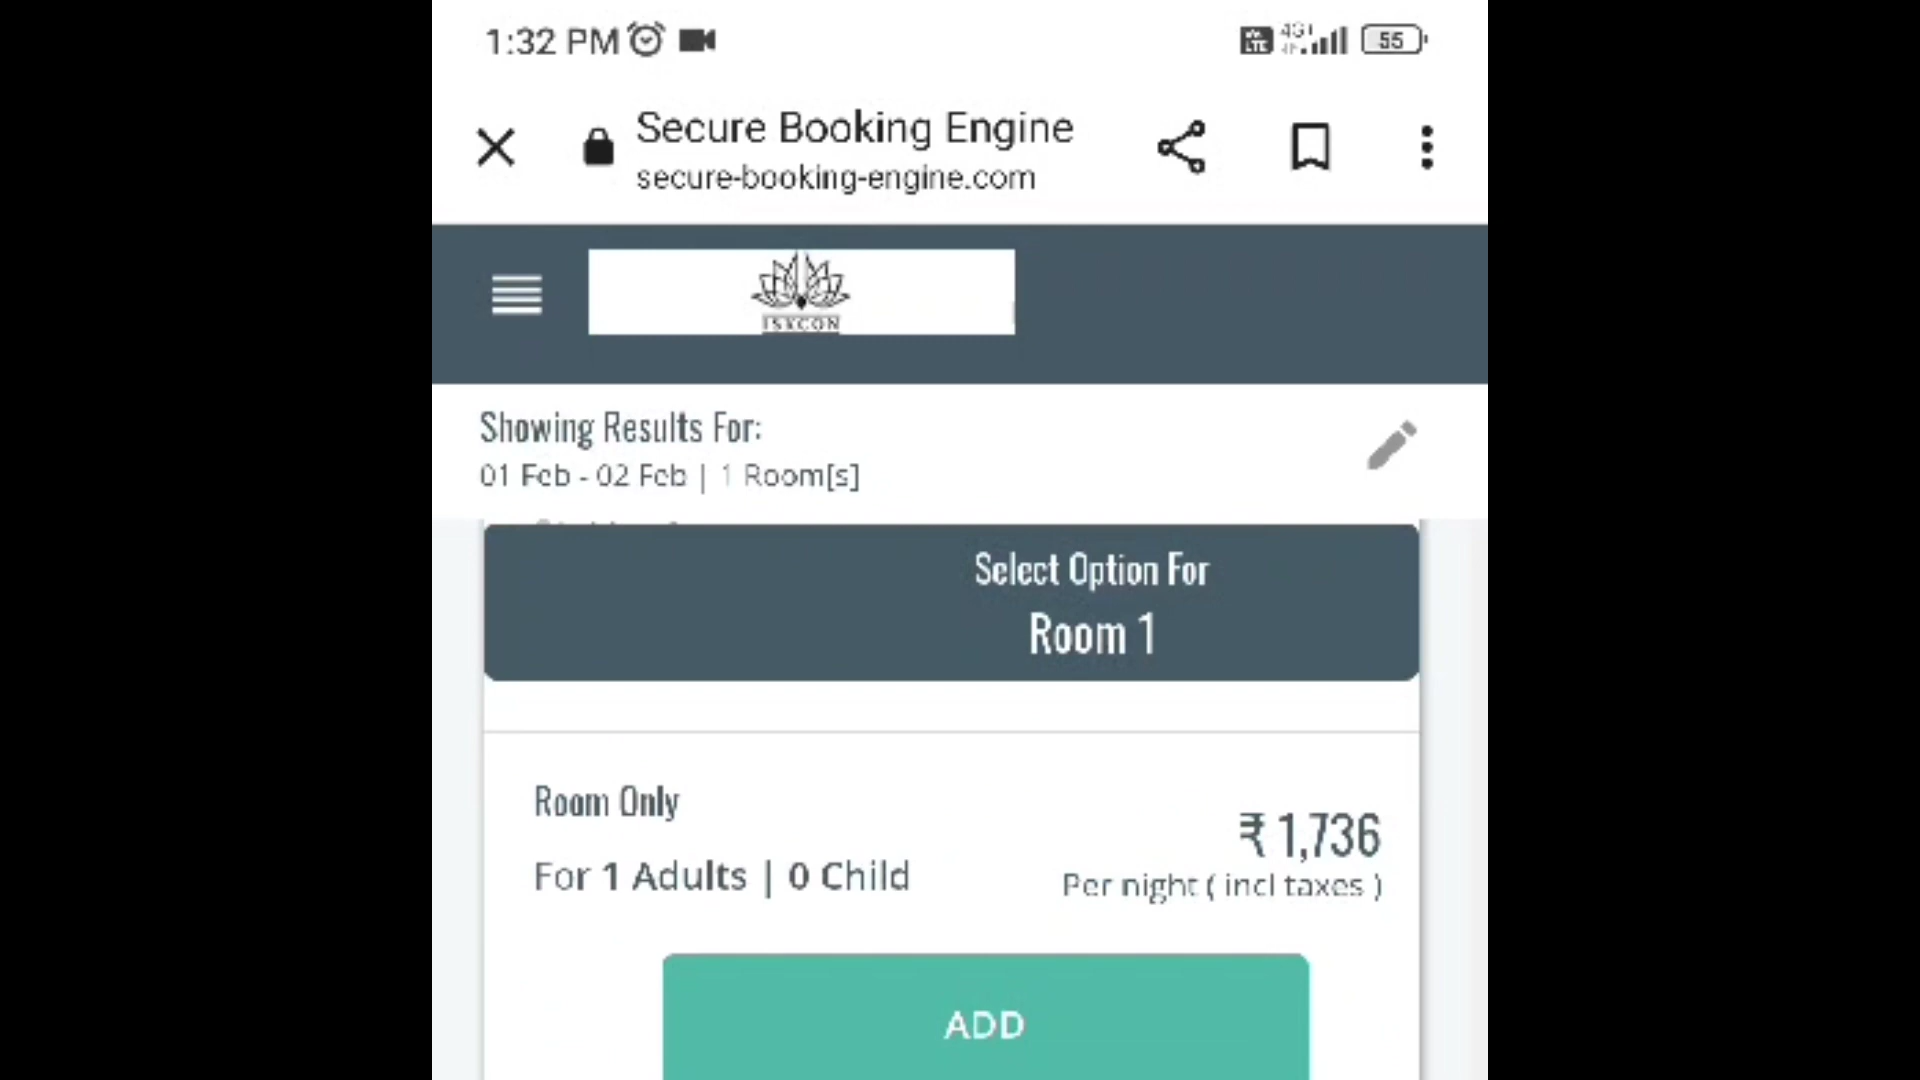 1:32 PM
4G+
55
Secure Booking Engine
secure-booking-engine.com
ISKCON
Showing Results For:
01 Feb - 02 Feb | 1 Room[s]
Select Option For
Room 1
Room Only
For 1 Adults | 0 Child
₹ 1,736
Per night ( incl taxes )
ADD